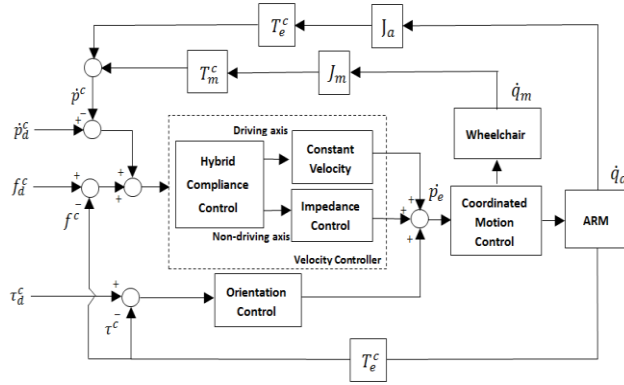 T_e^c
J_a
T_m^c
J_m
q̇_m
ṗ^c
ṗ_d^c
+
−
Driving axis
Wheelchair
q̇_a
Hybrid
Compliance
Control
Constant
Velocity
f_d^c
+
+
+
+
f^c
−
Impedance
Control
+
+
+
ṗ_e
Coordinated
Motion
Control
ARM
Non-driving axis
Velocity Controller
τ_d^c
+
−
τ^c
Orientation
Control
T_e^c